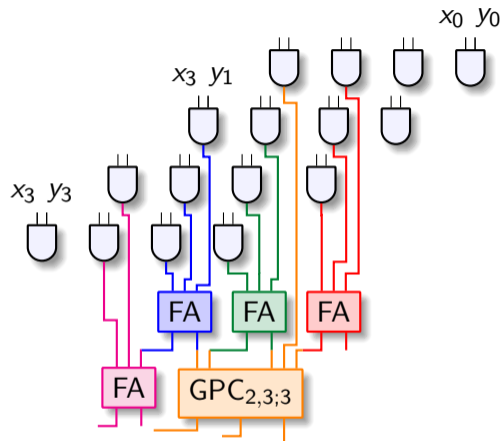 x₀ y₀
x₃ y₁
x₃ y₃
FA FA FA
FA GPC₂,₃;₃